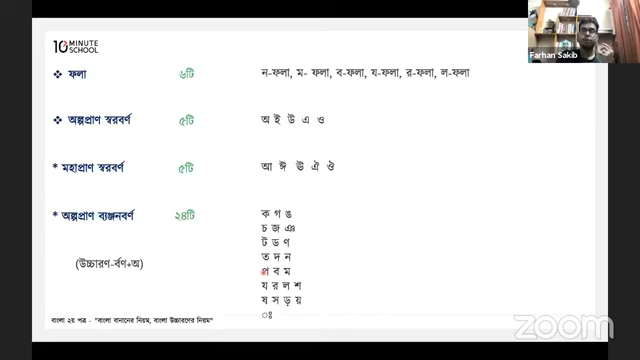 10 MINUTE SCHOOL
Farhan Sakib
❖ ফলা ৬টি ন-ফলা, ম- ফলা, ব-ফলা, য-ফলা, র-ফলা, ল-ফলা
❖ অল্পপ্রাণ স্বরবর্ণ ৫টি অ ই উ এ ও
* মহাপ্রাণ স্বরবর্ণ ৫টি আ ঈ ঊ ঐ ঔ
* অল্পপ্রাণ ব্যঞ্জনবর্ণ ২৪টি ক গ ঙ
চ জ ঞ
ট ড ণ
(উচ্চারণ-র্বণ+অ) ত দ ন
প ব ম
য র ল শ
ষ স ড় য়
ঃ
বাংলা ২য় পত্র - "বাংলা বানানের নিয়ম, বাংলা উচ্চারণের নিয়ম"
zoom